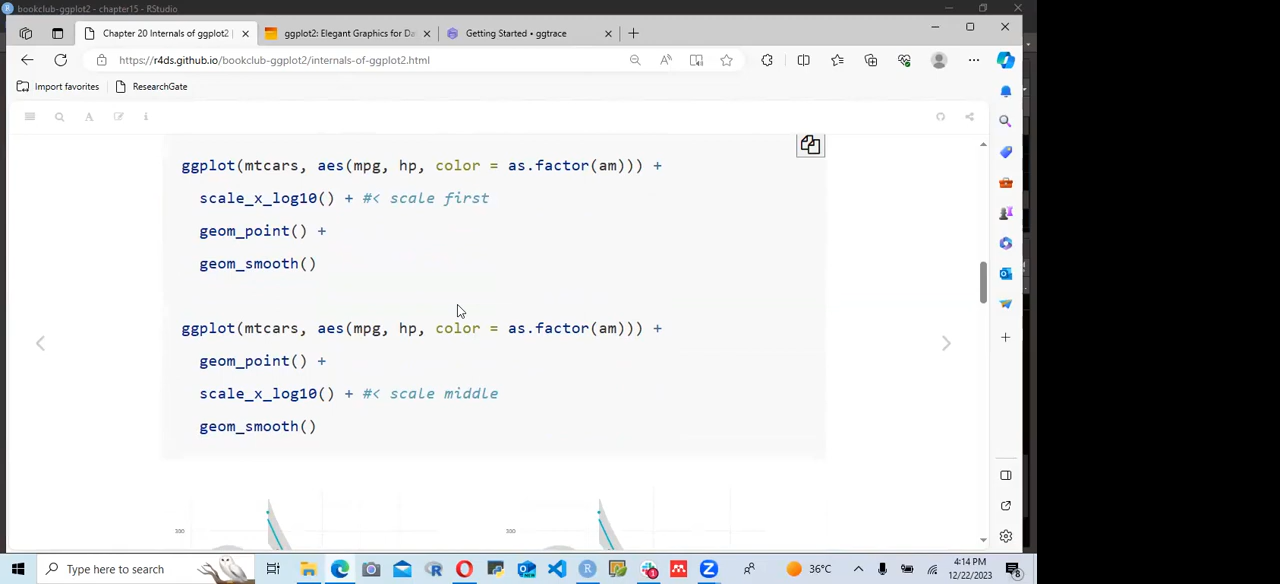 bookclub-ggplot2 - chapter15 - RStudio
Chapter 20 Internals of ggplot2 |
ggplot2: Elegant Graphics for Da
Getting Started • ggtrace
https://r4ds.github.io/bookclub-ggplot2/internals-of-ggplot2.html
Import favorites
ResearchGate
ggplot(mtcars, aes(mpg, hp, color = as.factor(am))) +
scale_x_log10() + #< scale first
geom_point() +
geom_smooth()
ggplot(mtcars, aes(mpg, hp, color = as.factor(am))) +
geom_point() +
scale_x_log10() + #< scale middle
geom_smooth()
Type here to search
36°C
4:14 PM
12/22/2023